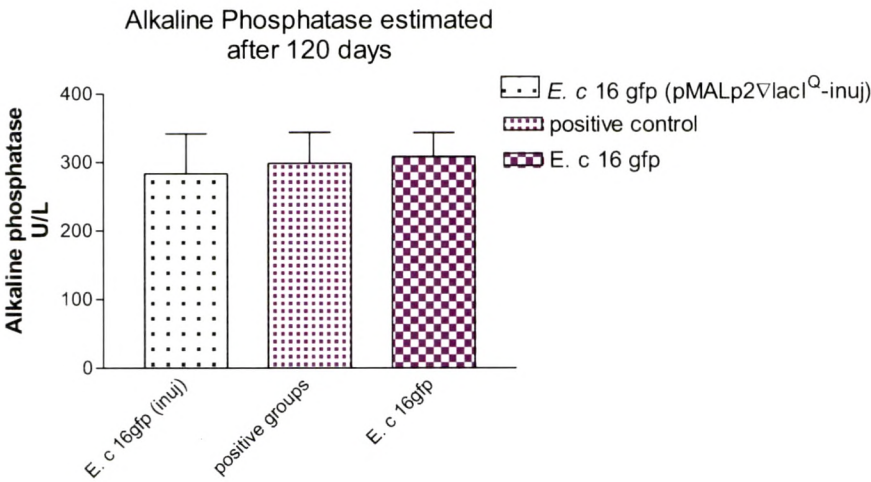 Alkaline Phosphatase estimated
after 120 days
Alkaline phosphatase
U/L
400
300
200
100
0
E. c 16gfp (inuj)
positive groups
E. c 16gfp
E. c 16 gfp (pMALp2∇lacI^Q-inuj)
positive control
E. c 16 gfp